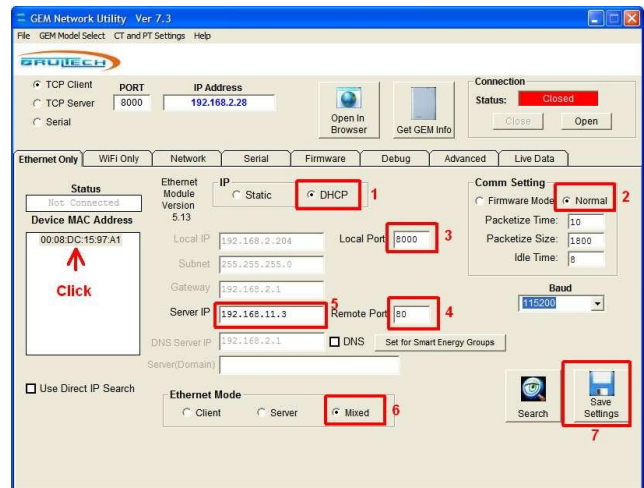 GEM Network Utility Ver 7.3
File GEM Model Select CT and PT Settings Help
BRULTECH
TCP Client
TCP Server
Serial
PORT
8000
IP Address
192.168.2.28
Open In
Browser
Get GEM Info
Connection
Status: Closed
Close Open
Ethernet Only WiFi Only Network Serial Firmware Debug Advanced Live Data
Status
Not Connected
Device MAC Address
00:08:DC:15:97:A1
Click
Ethernet
Module
Version
5.13
IP
Static DHCP 1
Local IP 192.168.2.204 Local Port 8000 3
Subnet 255.255.255.0
Gateway 192.168.2.1
Server IP 192.168.11.3 5 Remote Port 80 4
DNS Server IP 192.168.2.1 DNS Set for Smart Energy Groups
Server(Domain)
Comm Setting
Firmware Mode Normal 2
Packetize Time: 10
Packetize Size: 1800
Idle Time: 8
Baud
115200
Use Direct IP Search
Ethernet Mode
Client Server Mixed 6
Search
Save
Settings
7